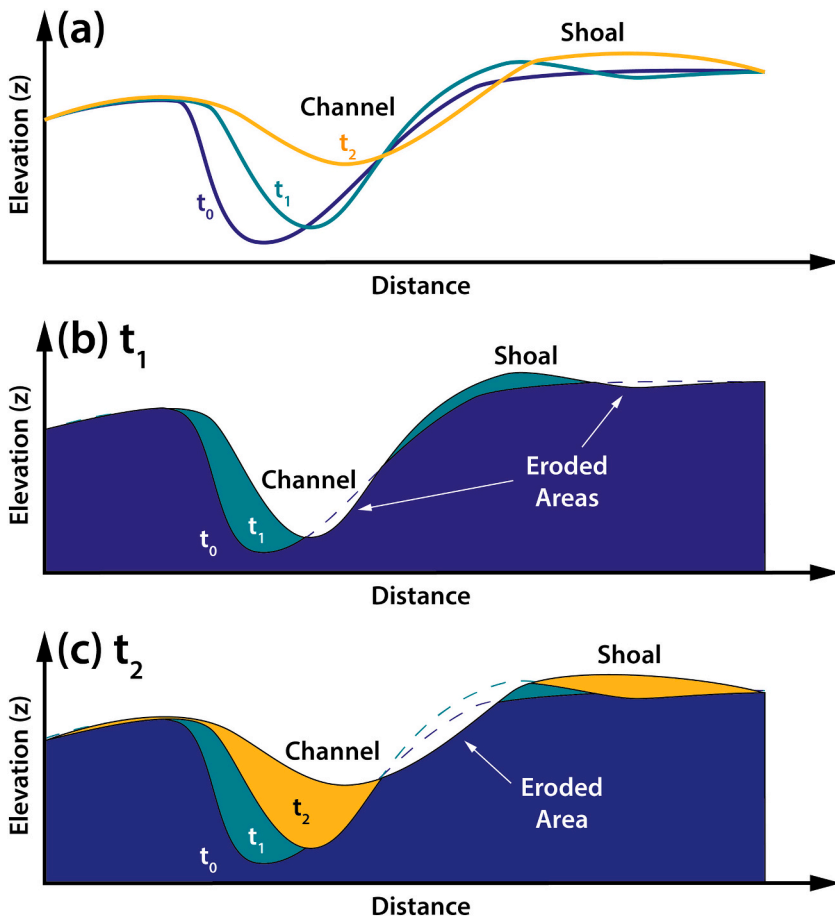 (a)
Shoal
Channel
t₂
t₁
t₀
Elevation (z)
Distance
(b) t₁
Shoal
Channel
Eroded
Areas
t₁
t₀
Elevation (z)
Distance
(c) t₂
Shoal
Channel
Eroded
Area
t₂
t₁
t₀
Elevation (z)
Distance